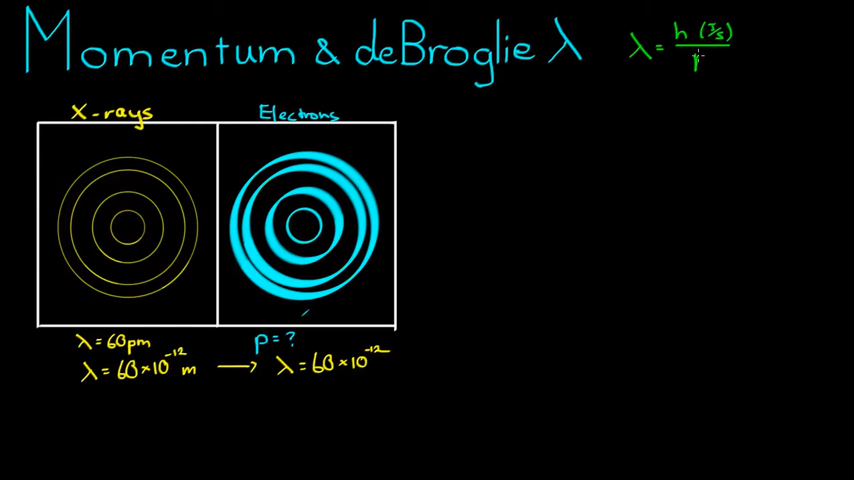 Momentum & deBroglie λ
λ = h (J/s) / p
X-rays
Electrons
λ = 60pm
p = ?
λ = 60×10⁻¹² m → λ = 60×10⁻¹²